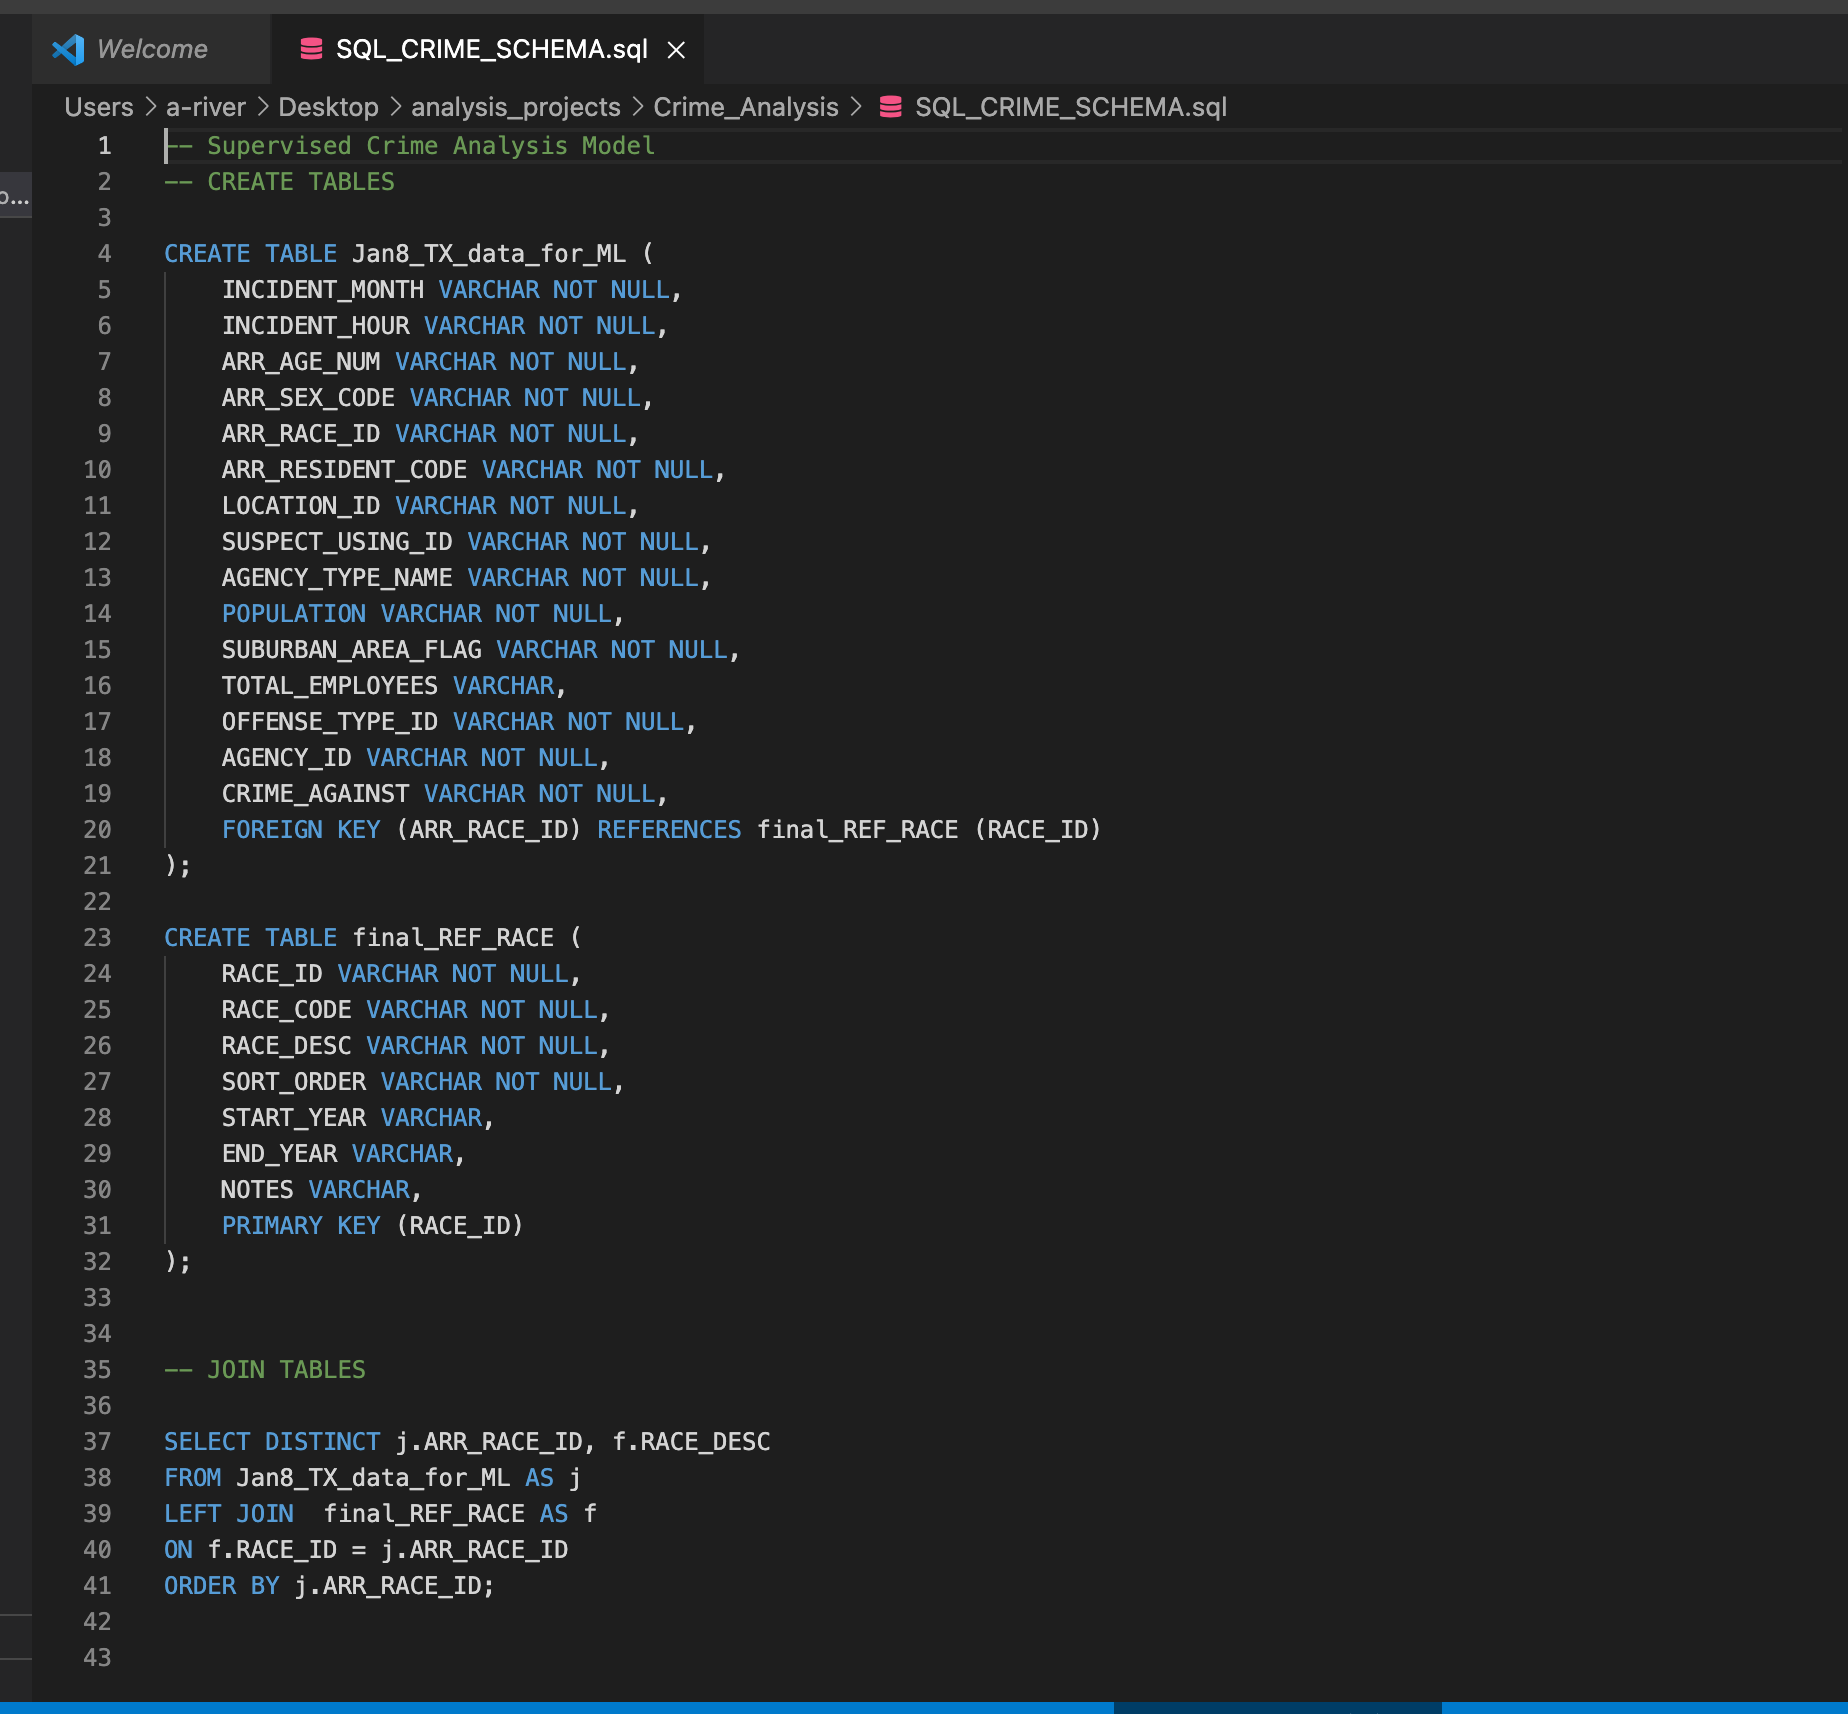 Welcome
SQL_CRIME_SCHEMA.sql
Users > a-river > Desktop > analysis_projects > Crime_Analysis > SQL_CRIME_SCHEMA.sql
o...
1 -- Supervised Crime Analysis Model
2 -- CREATE TABLES
3
4 CREATE TABLE Jan8_TX_data_for_ML (
5     INCIDENT_MONTH VARCHAR NOT NULL,
6     INCIDENT_HOUR VARCHAR NOT NULL,
7     ARR_AGE_NUM VARCHAR NOT NULL,
8     ARR_SEX_CODE VARCHAR NOT NULL,
9     ARR_RACE_ID VARCHAR NOT NULL,
10     ARR_RESIDENT_CODE VARCHAR NOT NULL,
11     LOCATION_ID VARCHAR NOT NULL,
12     SUSPECT_USING_ID VARCHAR NOT NULL,
13     AGENCY_TYPE_NAME VARCHAR NOT NULL,
14     POPULATION VARCHAR NOT NULL,
15     SUBURBAN_AREA_FLAG VARCHAR NOT NULL,
16     TOTAL_EMPLOYEES VARCHAR,
17     OFFENSE_TYPE_ID VARCHAR NOT NULL,
18     AGENCY_ID VARCHAR NOT NULL,
19     CRIME_AGAINST VARCHAR NOT NULL,
20     FOREIGN KEY (ARR_RACE_ID) REFERENCES final_REF_RACE (RACE_ID)
21 );
22
23 CREATE TABLE final_REF_RACE (
24     RACE_ID VARCHAR NOT NULL,
25     RACE_CODE VARCHAR NOT NULL,
26     RACE_DESC VARCHAR NOT NULL,
27     SORT_ORDER VARCHAR NOT NULL,
28     START_YEAR VARCHAR,
29     END_YEAR VARCHAR,
30     NOTES VARCHAR,
31     PRIMARY KEY (RACE_ID)
32 );
33
34
35 -- JOIN TABLES
36
37 SELECT DISTINCT j.ARR_RACE_ID, f.RACE_DESC
38 FROM Jan8_TX_data_for_ML AS j
39 LEFT JOIN  final_REF_RACE AS f
40 ON f.RACE_ID = j.ARR_RACE_ID
41 ORDER BY j.ARR_RACE_ID;
42
43